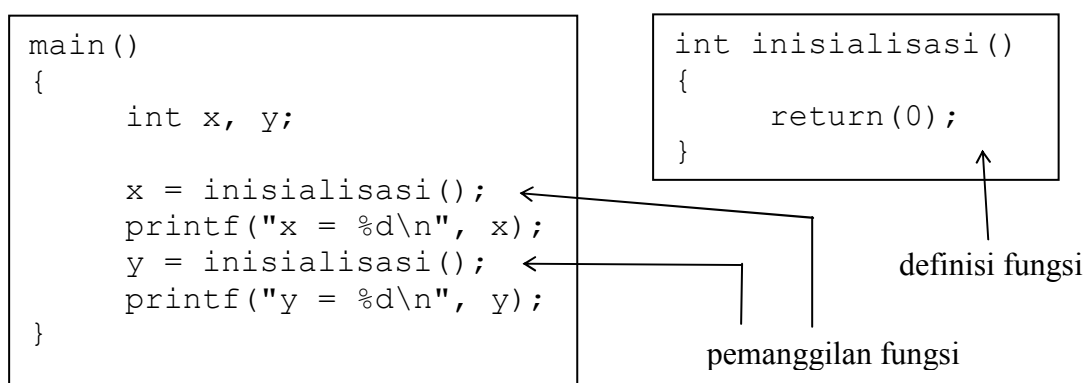 main()
{
int x, y;
x = inisialisasi();
printf("x = %d\n", x);
y = inisialisasi();
printf("y = %d\n", y);
}
int inisialisasi()
{
return(0);
}
definisi fungsi
pemanggilan fungsi